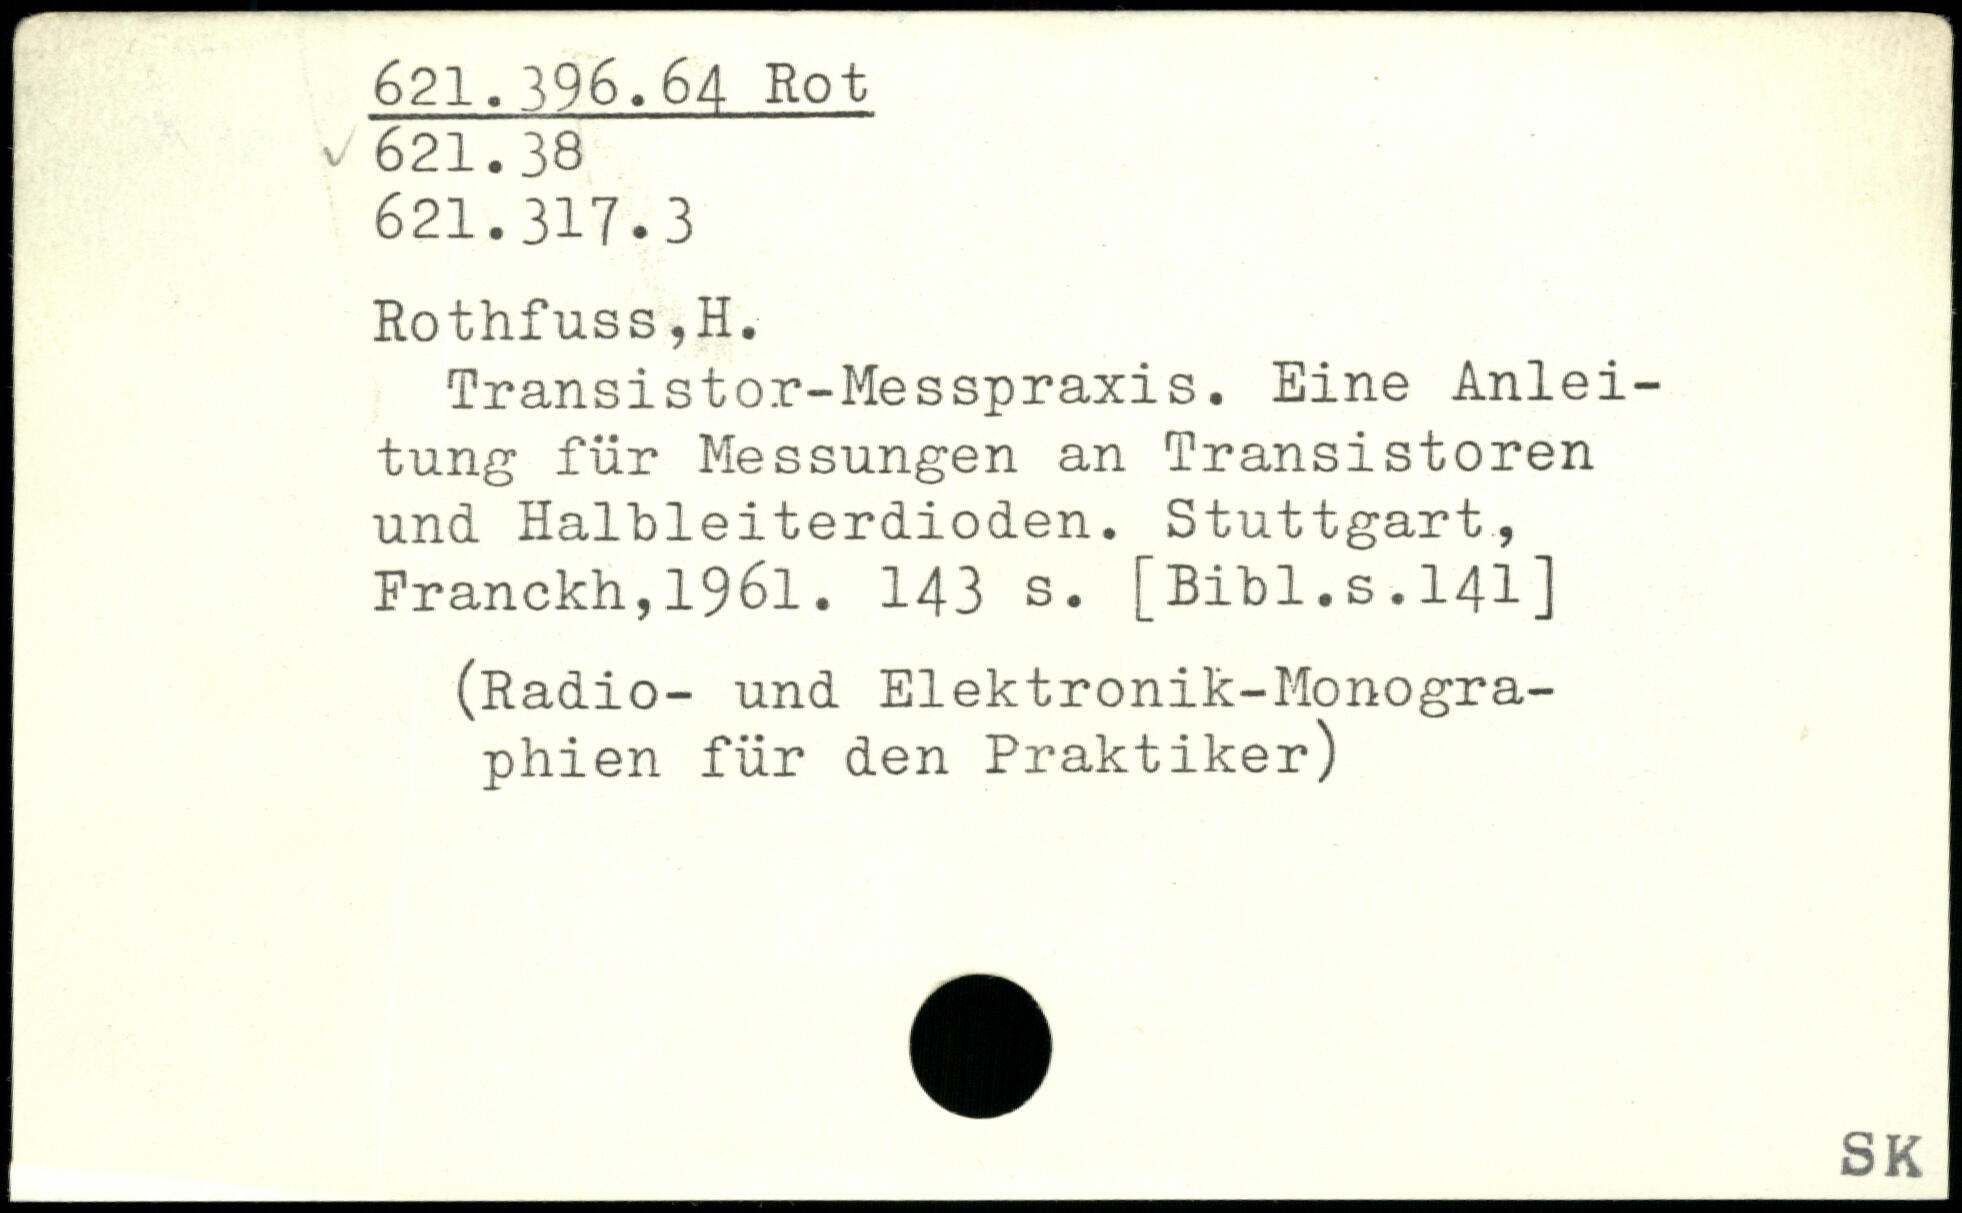 621.396.64 Rot
✓ 621.38
621.317.3
Rothfuss,H.
Transistor-Messpraxis. Eine Anlei-
tung für Messungen an Transistoren
und Halbleiterdioden. Stuttgart,
Franckh,1961. 143 s. [Bibl.s.141]
(Radio- und Elektronik-Monogra-
phien für den Praktiker)
SK